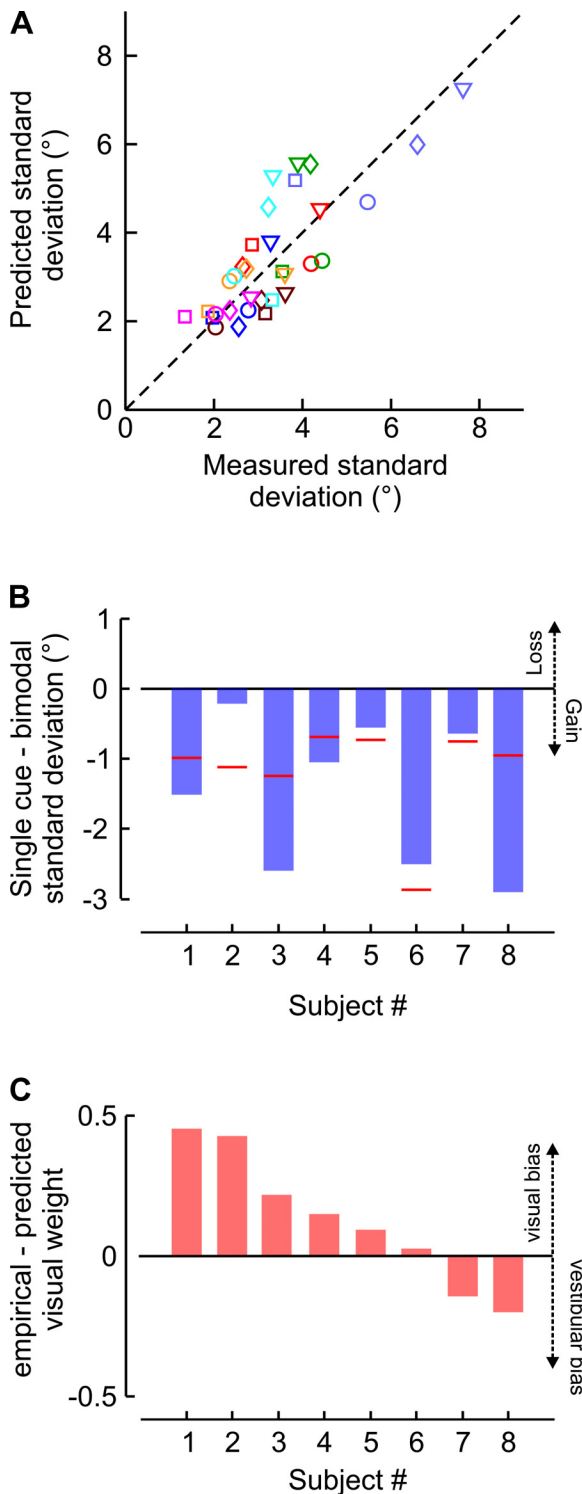 A
Predicted standard
deviation (°)
8
6
4
2
0
0 2 4 6 8
Measured standard
deviation (°)
B
Single cue - bimodal
standard deviation (°)
1
0
-1
-2
-3
Loss
Gain
1 2 3 4 5 6 7 8
Subject #
C
empirical - predicted
visual weight
0.5
0
-0.5
visual bias
vestibular bias
1 2 3 4 5 6 7 8
Subject #